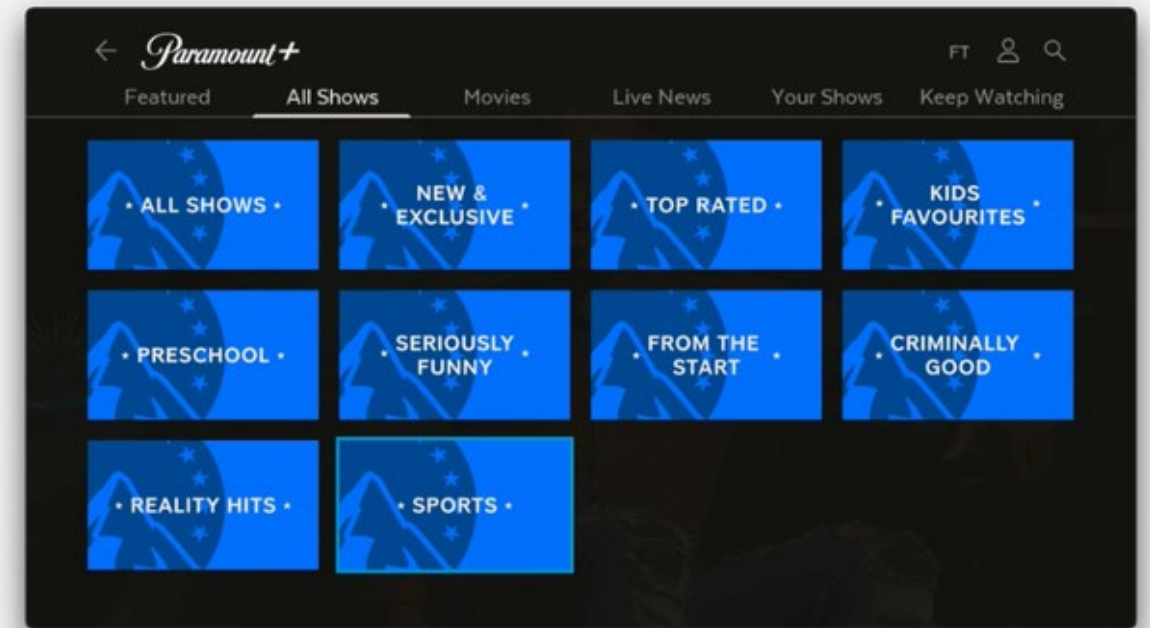 Paramount+
FT
Featured All Shows Movies Live News Your Shows Keep Watching
ALL SHOWS
NEW &
EXCLUSIVE
TOP RATED
KIDS
FAVOURITES
PRESCHOOL
SERIOUSLY
FUNNY
FROM THE
START
CRIMINALLY
GOOD
REALITY HITS
SPORTS